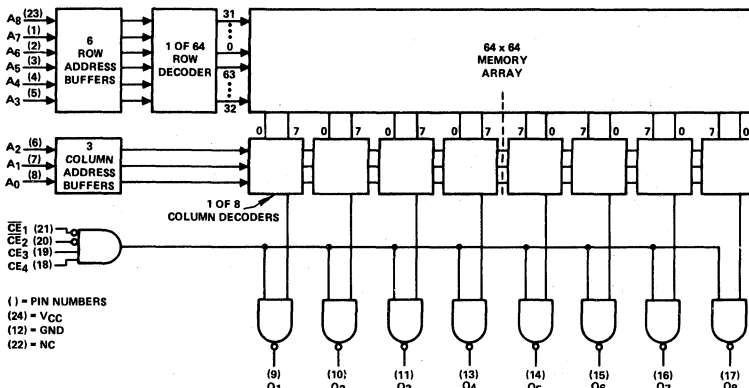 A8 (23)
A7 (1)
A6 (2)
A5 (3)
A4 (4)
A3 (5)
6
ROW
ADDRESS
BUFFERS
1 OF 64
ROW
DECODER
31
0
63
32
64 x 64
MEMORY
ARRAY
0 7 0 7 0 7 0 7 7 0 7 0 7 0 7 0
A2 (6)
A1 (7)
A0 (8)
3
COLUMN
ADDRESS
BUFFERS
1 OF 8
COLUMN DECODERS
CE1 (21)
CE2 (20)
CE3 (19)
CE4 (18)
( ) = PIN NUMBERS
(24) = VCC
(12) = GND
(22) = NC
(9) (10) (11) (13) (14) (15) (16) (17)
O1 O2 O3 O4 O5 O6 O7 O8